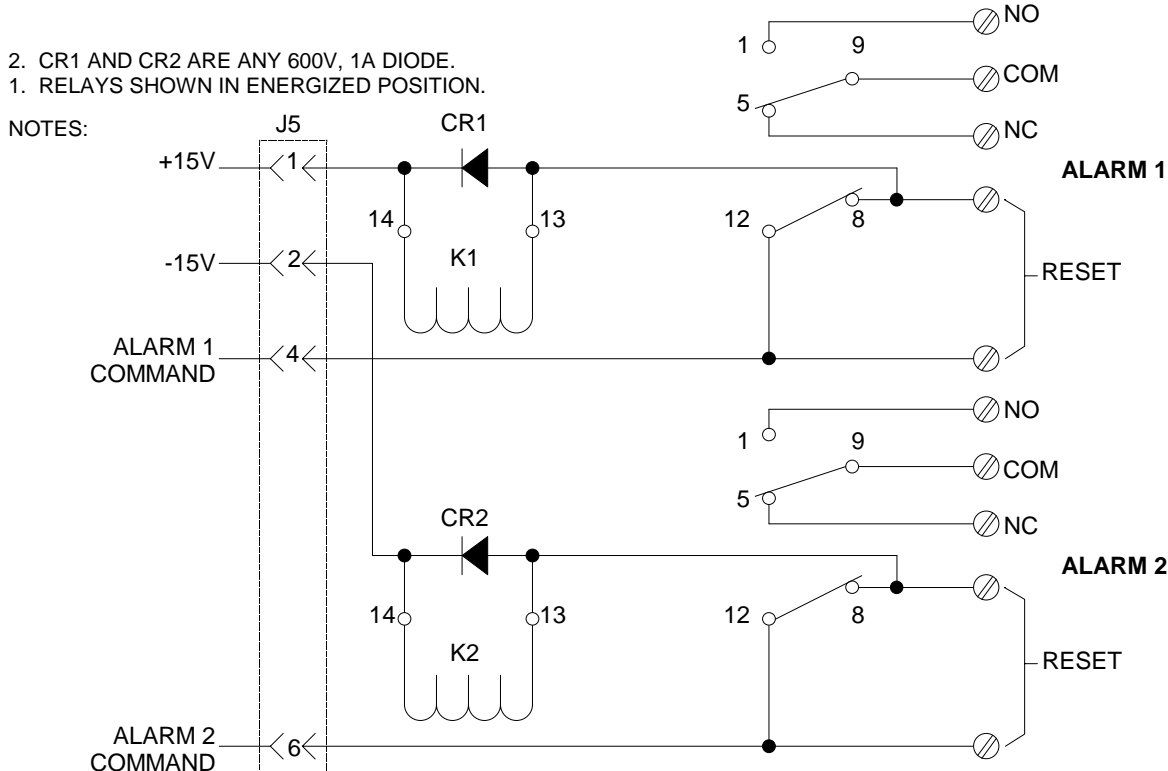 2. CR1 AND CR2 ARE ANY 600V, 1A DIODE.
1. RELAYS SHOWN IN ENERGIZED POSITION.
NOTES:
J5
CR1
+15V
1
14
13
K1
-15V
2
ALARM 1
COMMAND
4
1
9
5
NO
COM
NC
ALARM 1
12
8
RESET
CR2
14
13
K2
1
9
5
NO
COM
NC
ALARM 2
12
8
RESET
ALARM 2
COMMAND
6